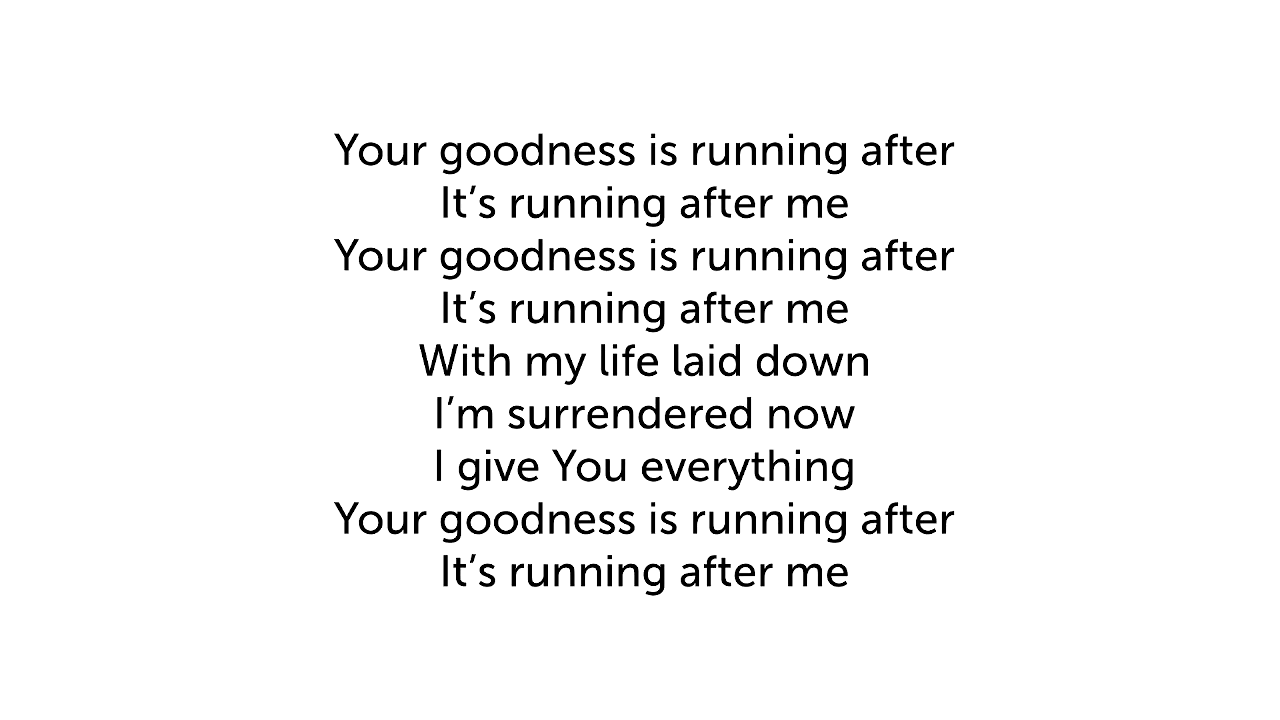 Your goodness is running after
It’s running after me
Your goodness is running after
It’s running after me
With my life laid down
I’m surrendered now
I give You everything
Your goodness is running after
It’s running after me